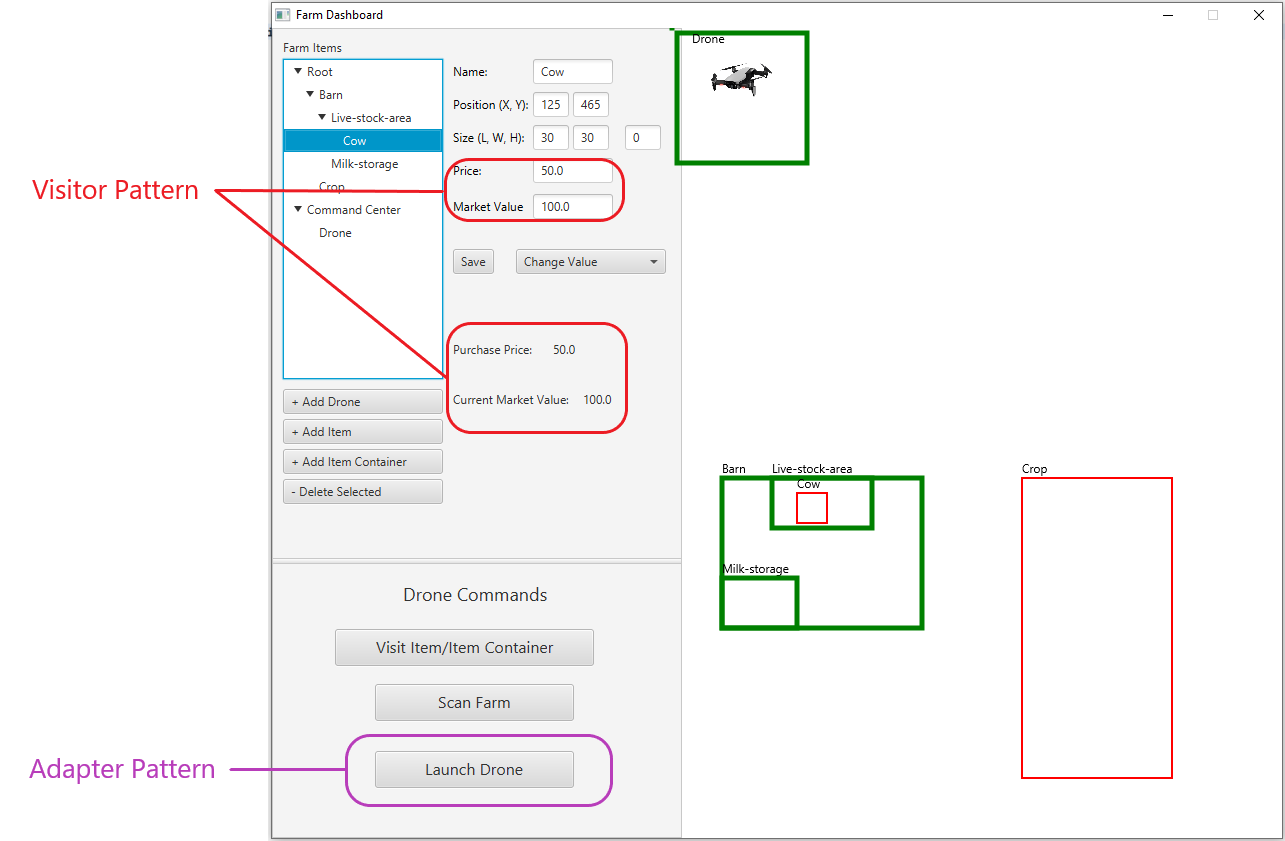 Farm Dashboard
Farm Items
Root
Barn
Live-stock-area
Cow
Milk-storage
Crop
Command Center
Drone
+ Add Drone
+ Add Item
+ Add Item Container
- Delete Selected
Name: Cow
Position (X, Y): 125 465
Size (L, W, H): 30 30 0
Price: 50.0
Market Value 100.0
Save Change Value
Purchase Price: 50.0
Current Market Value: 100.0
Visitor Pattern
Drone Commands
Visit Item/Item Container
Scan Farm
Launch Drone
Adapter Pattern
Drone
Barn Live-stock-area
Cow
Milk-storage
Crop